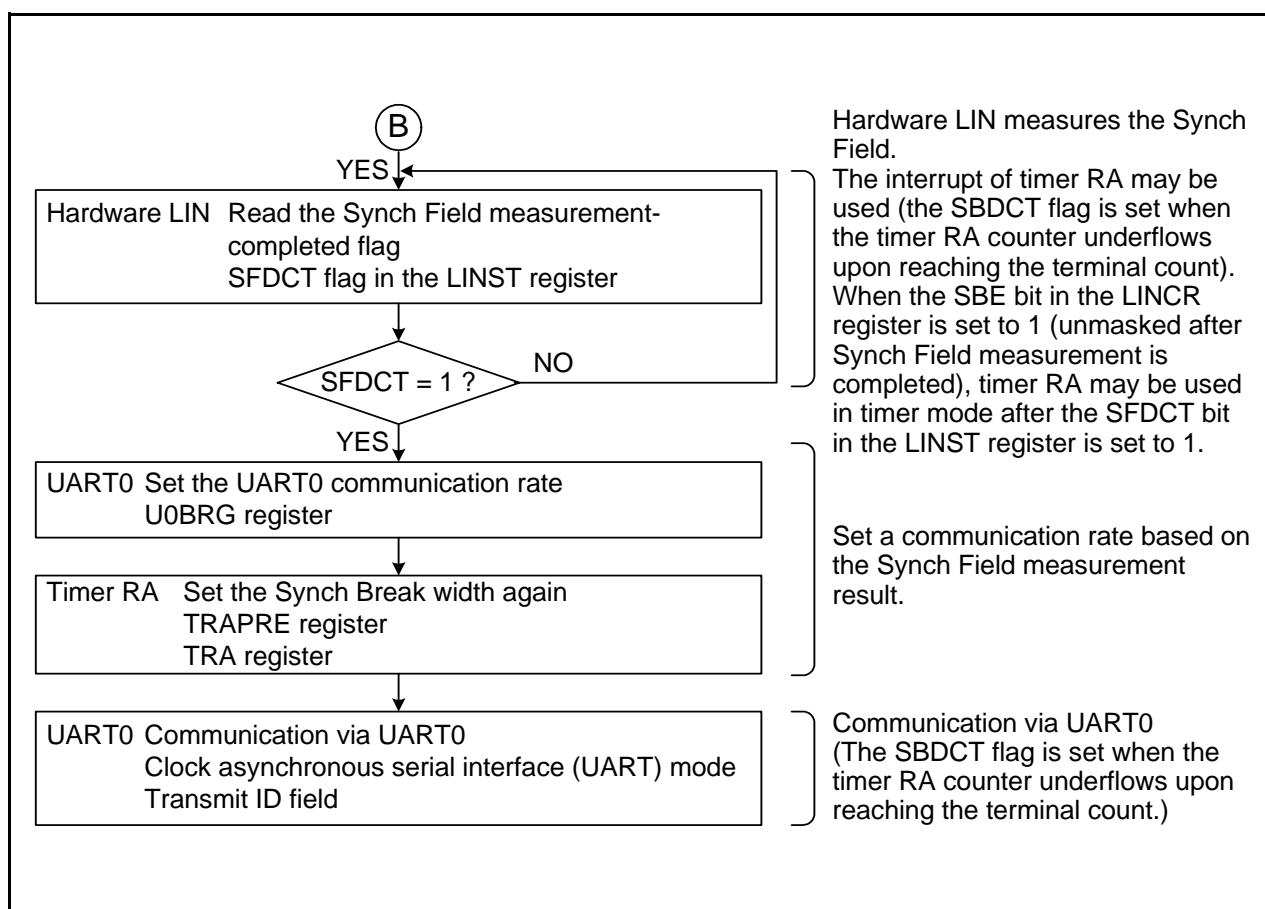 B
YES
Hardware LIN Read the Synch Field measurement-
completed flag
SFDCT flag in the LINST register
SFDCT = 1 ?
NO
YES
UART0 Set the UART0 communication rate
U0BRG register
Timer RA Set the Synch Break width again
TRAPRE register
TRA register
UART0 Communication via UART0
Clock asynchronous serial interface (UART) mode
Transmit ID field
Hardware LIN measures the Synch
Field.
The interrupt of timer RA may be
used (the SBDCT flag is set when
the timer RA counter underflows
upon reaching the terminal count).
When the SBE bit in the LINCR
register is set to 1 (unmasked after
Synch Field measurement is
completed), timer RA may be used
in timer mode after the SFDCT bit
in the LINST register is set to 1.
Set a communication rate based on
the Synch Field measurement
result.
Communication via UART0
(The SBDCT flag is set when the
timer RA counter underflows upon
reaching the terminal count.)